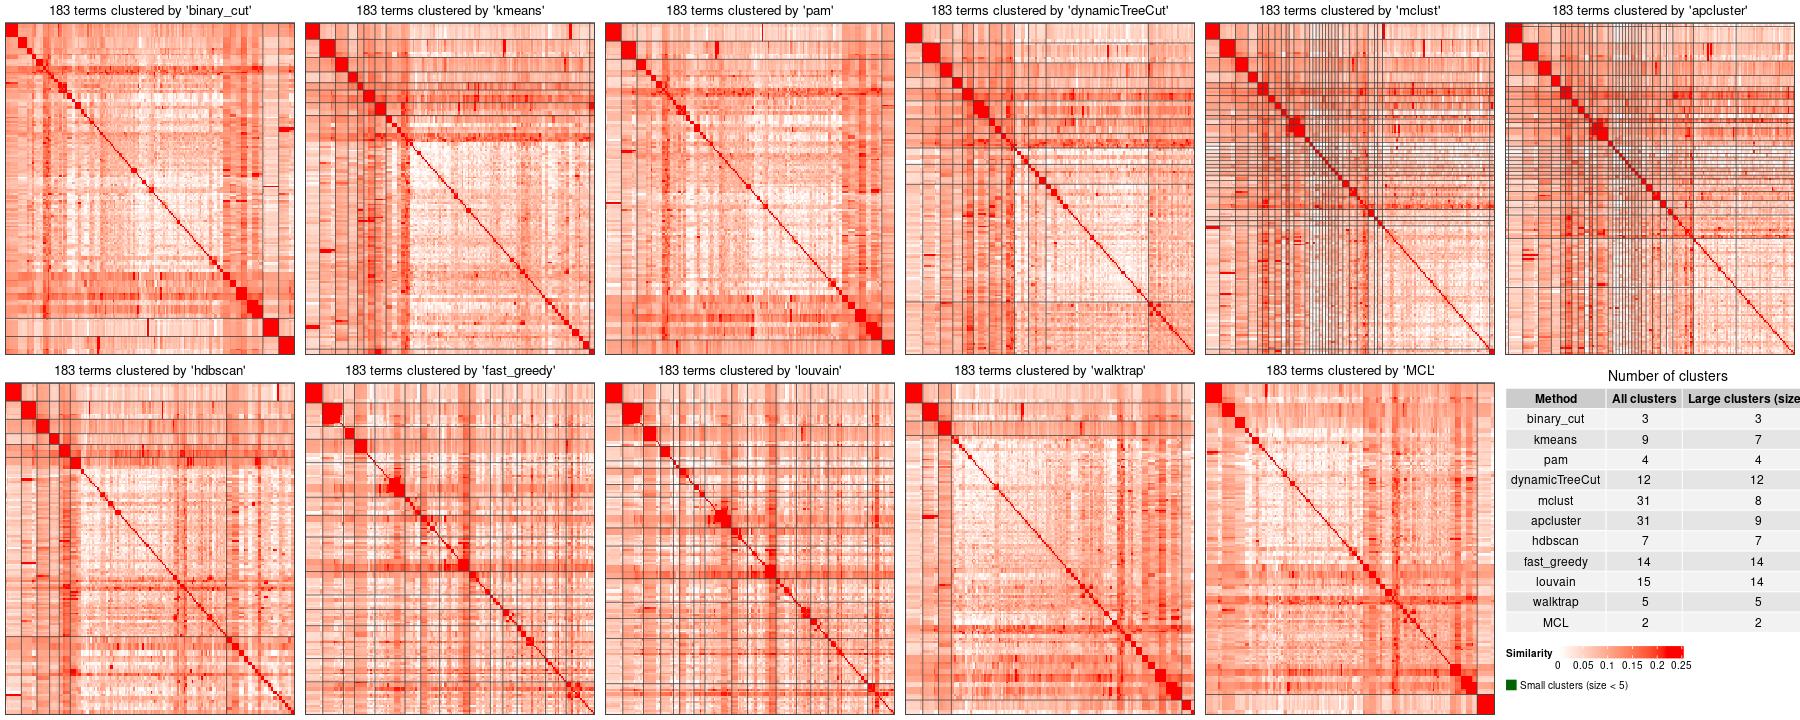 183 terms clustered by 'binary_cut'
183 terms clustered by 'kmeans'
183 terms clustered by 'pam'
183 terms clustered by 'dynamicTreeCut'
183 terms clustered by 'mclust'
183 terms clustered by 'apcluster'
183 terms clustered by 'hdbscan'
183 terms clustered by 'fast_greedy'
183 terms clustered by 'louvain'
183 terms clustered by 'walktrap'
183 terms clustered by 'MCL'
Number of clusters
Method All clusters Large clusters (size
binary_cut 3 3
kmeans 9 7
pam 4 4
dynamicTreeCut 12 12
mclust 31 8
apcluster 31 9
hdbscan 7 7
fast_greedy 14 14
louvain 15 14
walktrap 5 5
MCL 2 2
Similarity
0 0.05 0.1 0.15 0.2 0.25
Small clusters (size < 5)